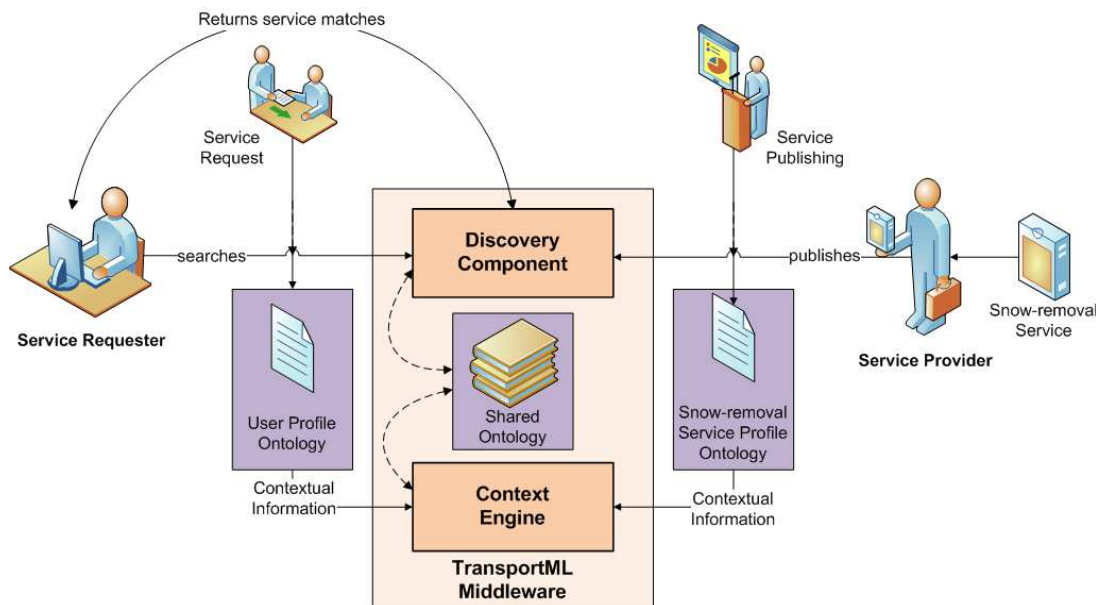 Returns service matches
Service
Request
Service
Publishing
Discovery
Component
searches
publishes
Service Requester
Snow-removal
Service
Service Provider
User Profile
Ontology
Shared
Ontology
Snow-removal
Service Profile
Ontology
Contextual
Information
Context
Engine
Contextual
Information
TransportML
Middleware